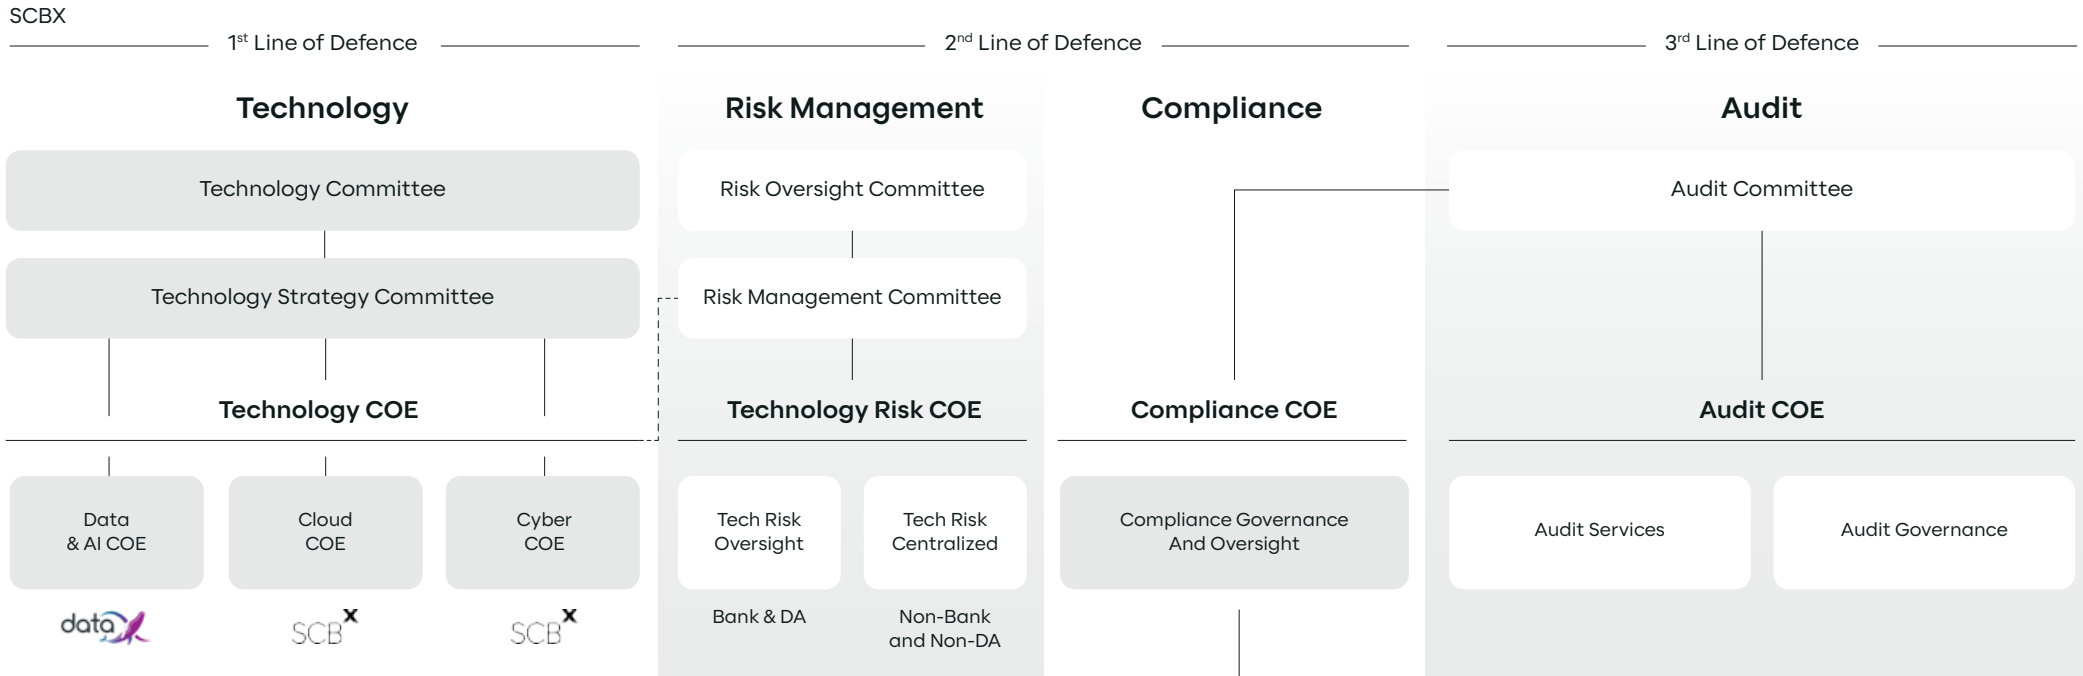 SCBX
1st Line of Defence
2nd Line of Defence
3rd Line of Defence
Technology
Risk Management
Compliance
Audit
Technology Committee
Risk Oversight Committee
Audit Committee
Technology Strategy Committee
Risk Management Committee
Technology COE
Technology Risk COE
Compliance COE
Audit COE
Data
& AI COE
Cloud
COE
Cyber
COE
Tech Risk
Oversight
Tech Risk
Centralized
Compliance Governance
And Oversight
Audit Services
Audit Governance
dataX
SCBX
SCBX
Bank & DA
Non-Bank
and Non-DA